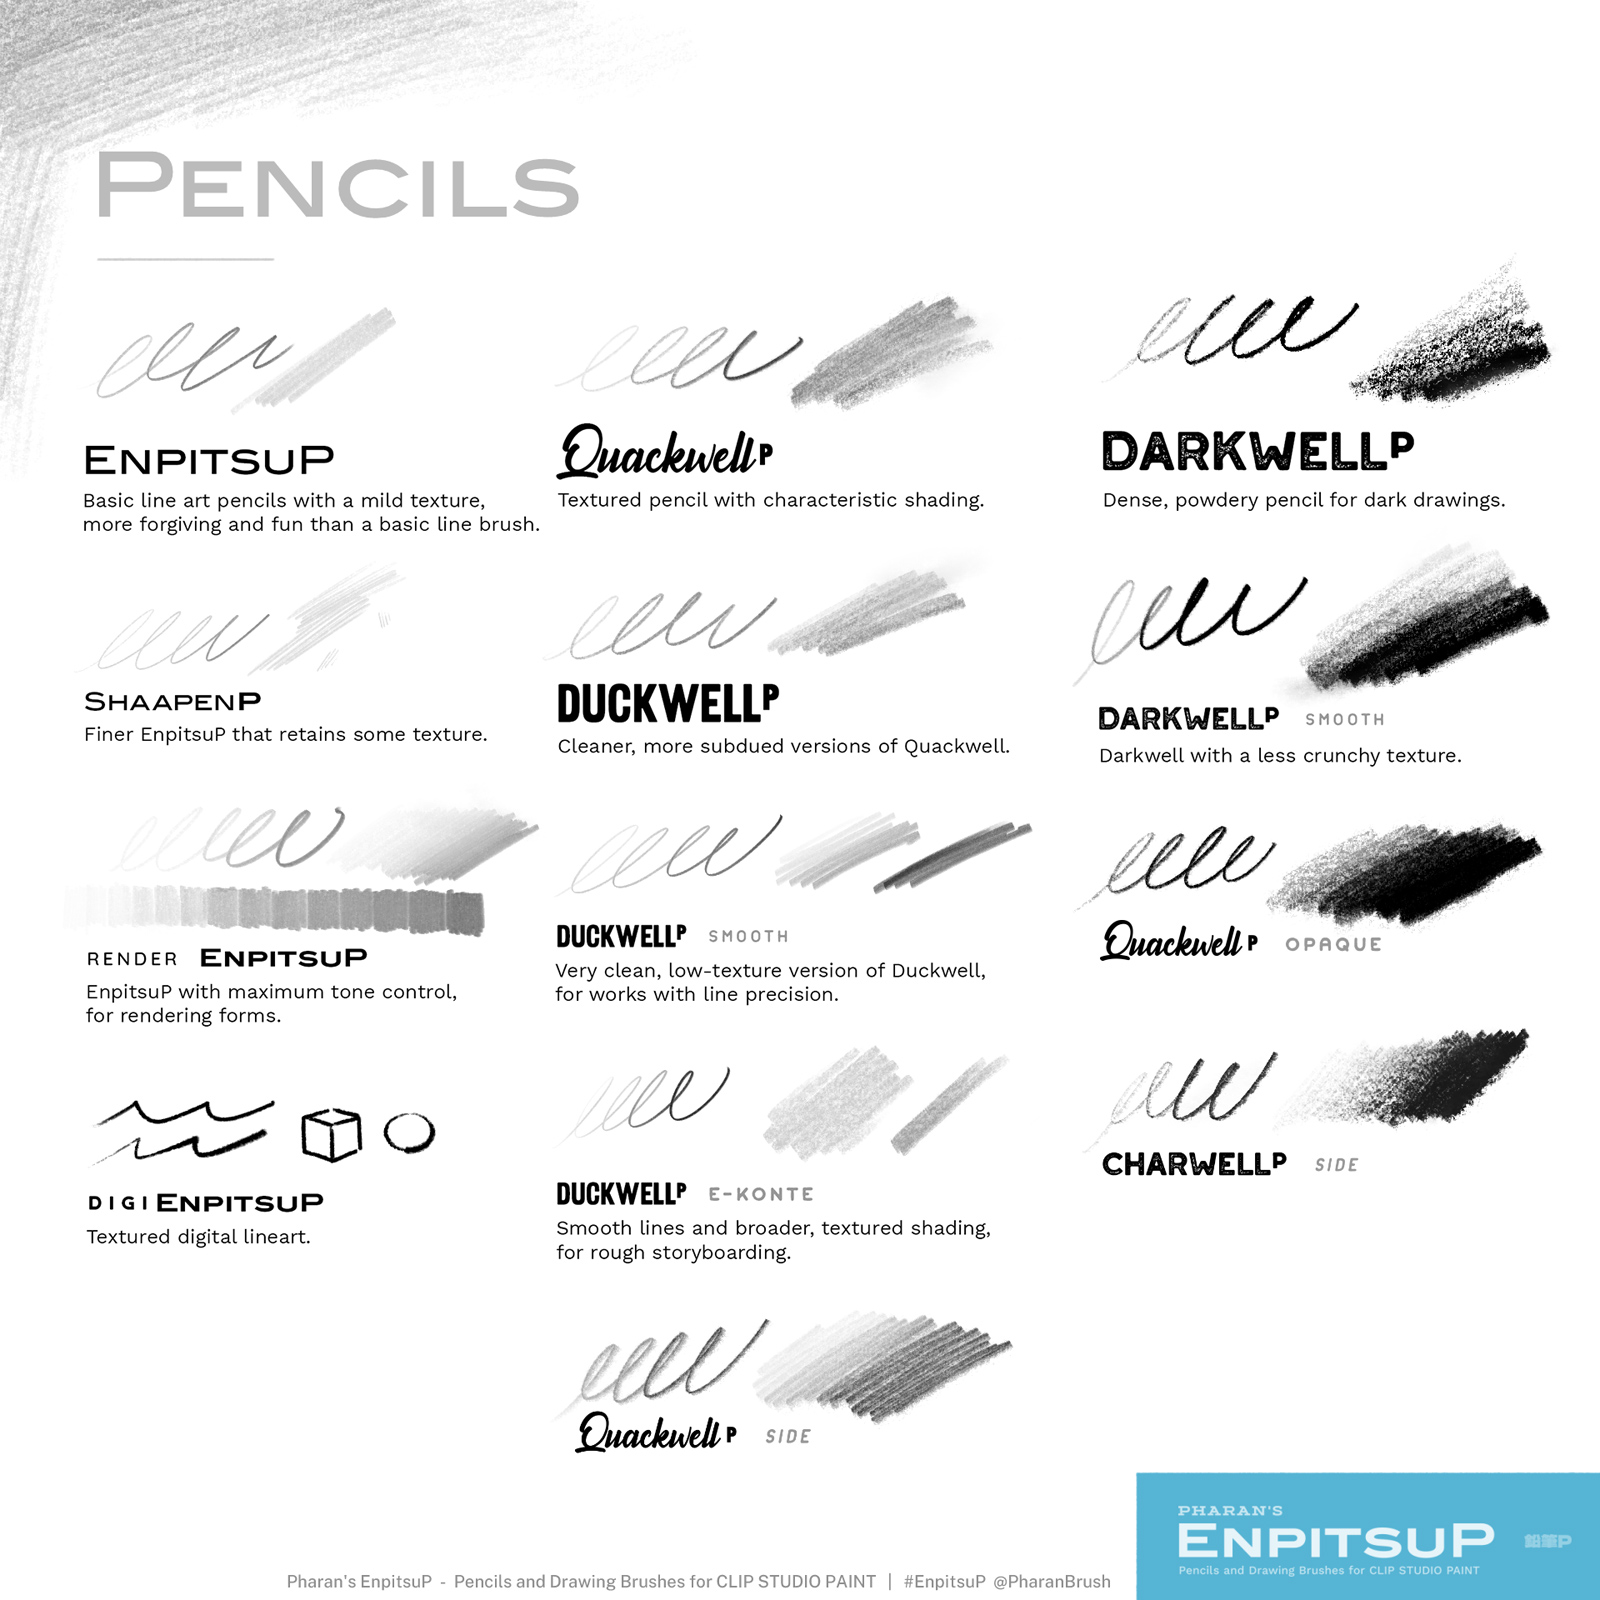 PENCILS
ENPITSUP
Basic line art pencils with a mild texture,
more forgiving and fun than a basic line brush.
SHAAPENP
Finer EnpitsuP that retains some texture.
RENDER ENPITSUP
EnpitsuP with maximum tone control,
for rendering forms.
DIGI ENPITSUP
Textured digital lineart.
Quackwell P
Textured pencil with characteristic shading.
DUCKWELLP
Cleaner, more subdued versions of Quackwell.
DUCKWELLP SMOOTH
Very clean, low-texture version of Duckwell,
for works with line precision.
DUCKWELLP E-KONTE
Smooth lines and broader, textured shading,
for rough storyboarding.
Quackwell P SIDE
DARKWELLP
Dense, powdery pencil for dark drawings.
DARKWELLP SMOOTH
Darkwell with a less crunchy texture.
Quackwell P OPAQUE
CHARWELLP SIDE
PHARAN'S
ENPITSUP 鉛筆P
Pencils and Drawing Brushes for CLIP STUDIO PAINT
Pharan's EnpitsuP - Pencils and Drawing Brushes for CLIP STUDIO PAINT | #EnpitsuP @PharanBrush